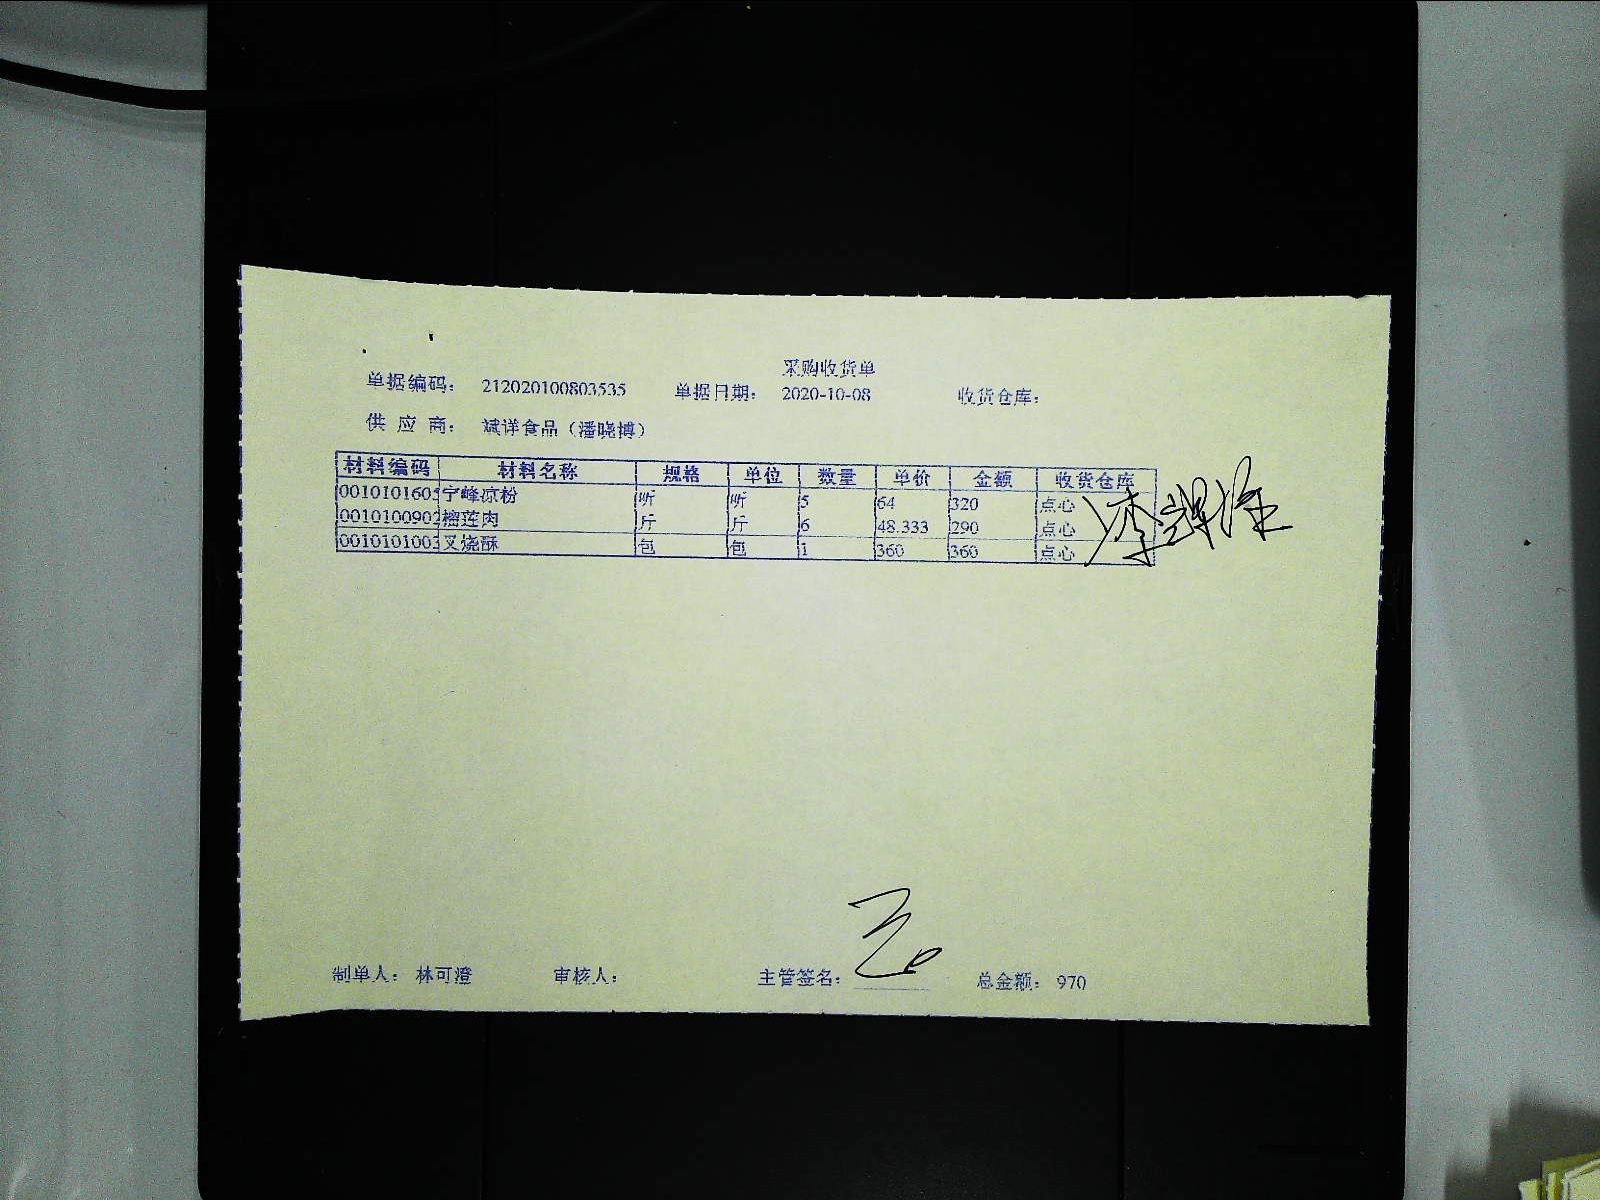 采购收货单
单据编码： 212020100803535 单据日期： 2020-10-08 收货仓库：
供 应 商： 斌洋食品（潘晓博）
材料编码 材料名称 规格 单位 数量 单价 金额 收货仓库
0010101605 宁峰凉粉 听 听 5 64 320 点心
0010100902 榴莲肉 斤 斤 6 48.333 290 点心
0010101003 叉烧酥 包 包 1 360 360 点心
制单人： 林可澄 审核人： 主管签名： 总金额： 970